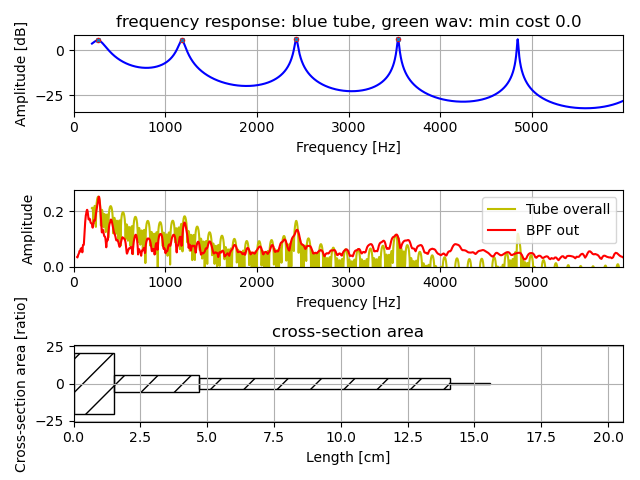 frequency response: blue tube, green wav: min cost 0.0
Amplitude [dB]
0
−25
0 1000 2000 3000 4000 5000
Frequency [Hz]
Amplitude
0.2
0.0
Tube overall
BPF out
0 1000 2000 3000 4000 5000
Frequency [Hz]
cross-section area
Cross-section area [ratio]
25
0
−25
0.0 2.5 5.0 7.5 10.0 12.5 15.0 17.5 20.0
Length [cm]